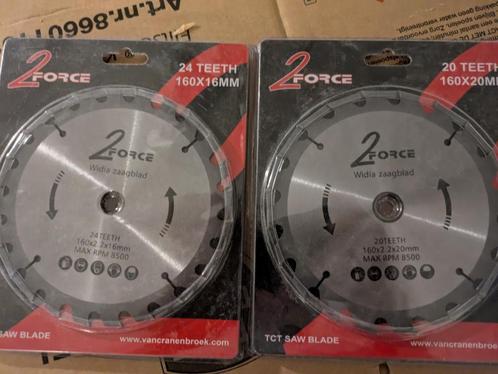 Art.nr.8660
2FORCE
24 TEETH
160X16MM
2FORCE
Widia zaagblad
24TEETH
160x2.2x16mm
MAX RPM 8500
SAW BLADE
www.vancranenbroek.com
2FORCE
20 TEETH
160X20MM
2FORCE
Widia zaagblad
20TEETH
160x2.2x20mm
MAX RPM 8500
TCT SAW BLADE
www.vancranenbroek.com